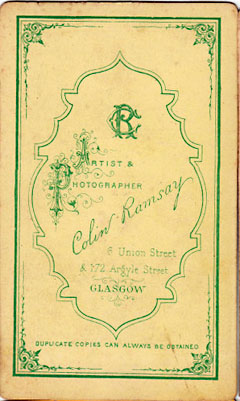 CR
ARTIST &
PHOTOGRAPHER
Colin Ramsay
6 Union Street
& 172 Argyle Street
GLASGOW
DUPLICATE COPIES CAN ALWAYS BE OBTAINED